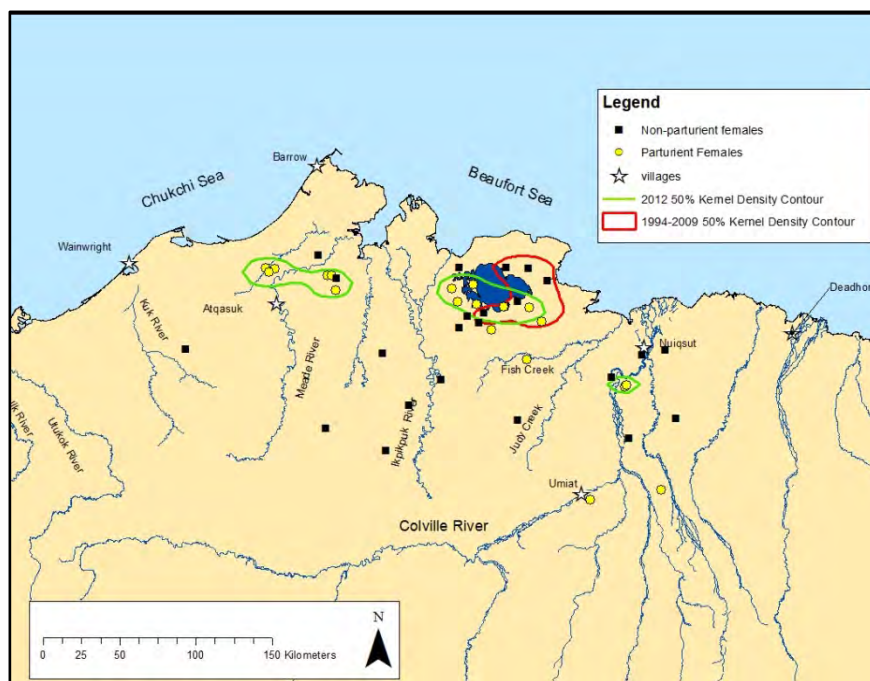 Legend
Non-parturient females
Parturient Females
villages
2012 50% Kernel Density Contour
1994-2009 50% Kernel Density Contour
Barrow
Chukchi Sea
Beaufort Sea
Wainwright
Deadhor
Atqasuk
Kuk River
Meade River
Nuiqsut
Fish Creek
Judy Creek
Ikpikpuk River
Utukok River
Umiat
Colville River
N
0 25 50 100 150 Kilometers